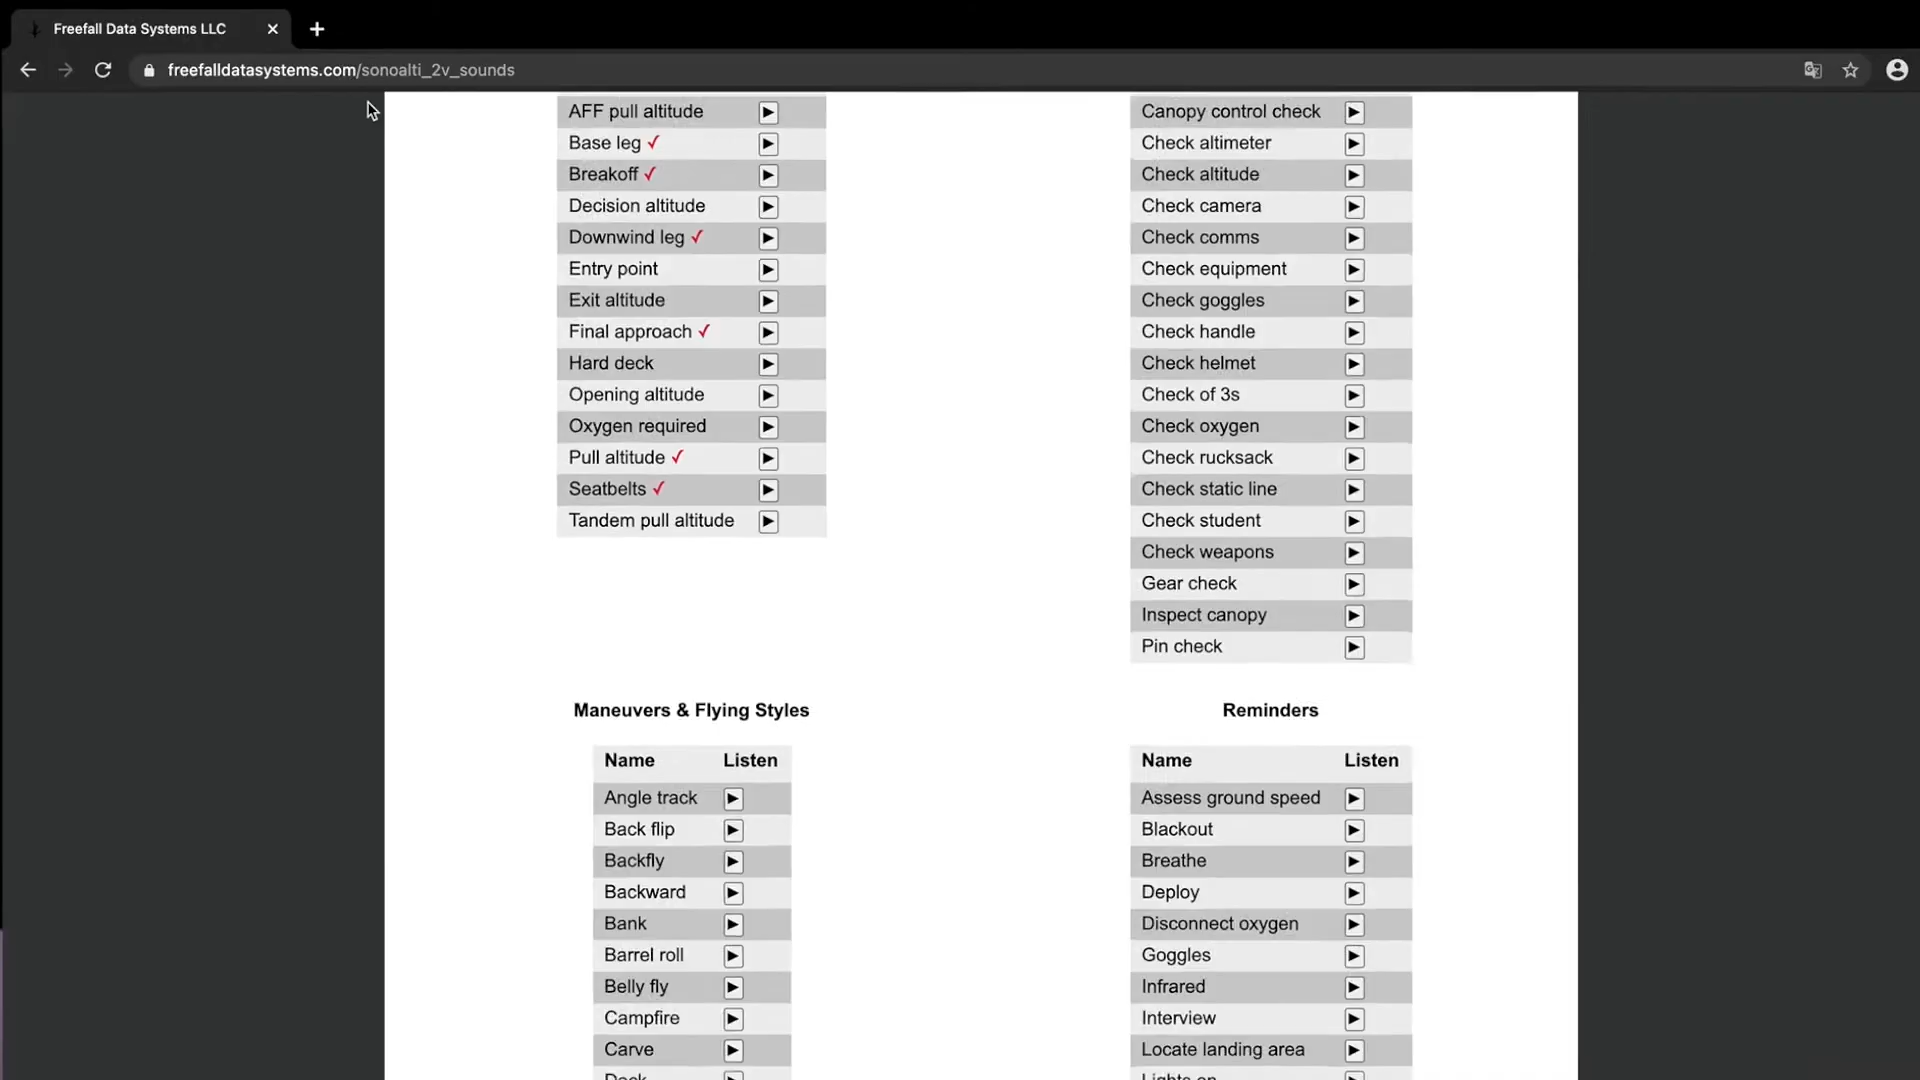 Freefall Data Systems LLC
freefalldatasystems.com/sonoalti_2v_sounds
AFF pull altitude
Base leg ✓
Breakoff ✓
Decision altitude
Downwind leg ✓
Entry point
Exit altitude
Final approach ✓
Hard deck
Opening altitude
Oxygen required
Pull altitude ✓
Seatbelts ✓
Tandem pull altitude
Canopy control check
Check altimeter
Check altitude
Check camera
Check comms
Check equipment
Check goggles
Check handle
Check helmet
Check of 3s
Check oxygen
Check rucksack
Check static line
Check student
Check weapons
Gear check
Inspect canopy
Pin check
Maneuvers & Flying Styles
Name Listen
Angle track
Back flip
Backfly
Backward
Bank
Barrel roll
Belly fly
Campfire
Carve
Reminders
Name Listen
Assess ground speed
Blackout
Breathe
Deploy
Disconnect oxygen
Goggles
Infrared
Interview
Locate landing area
Lights on